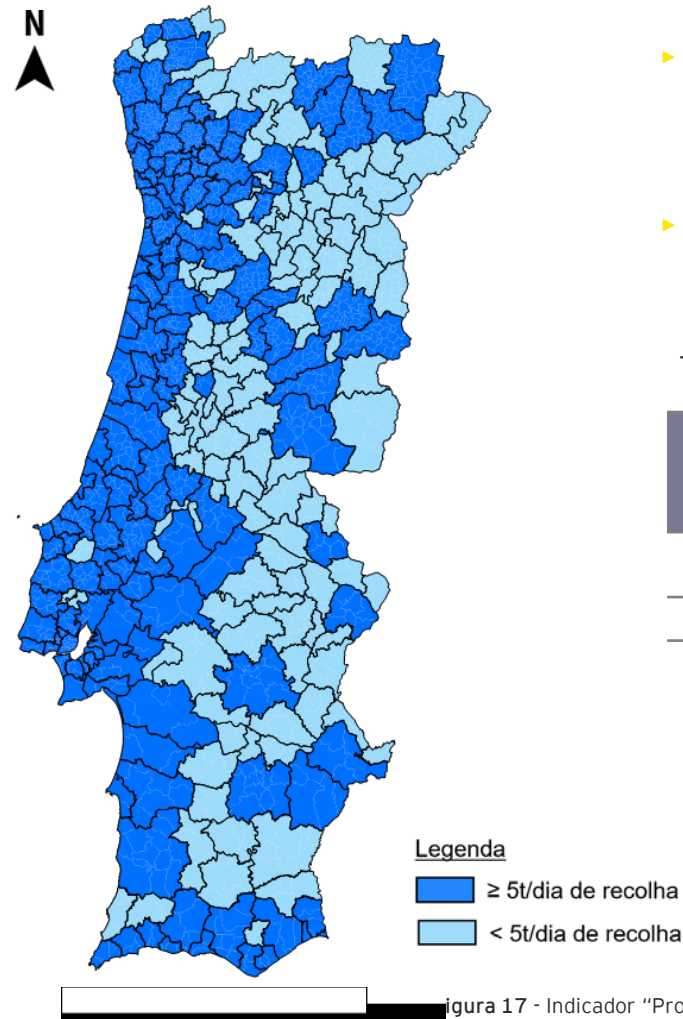 N
Legenda
≥ 5t/dia de recolha
< 5t/dia de recolha
igura 17 - Indicador “Pro